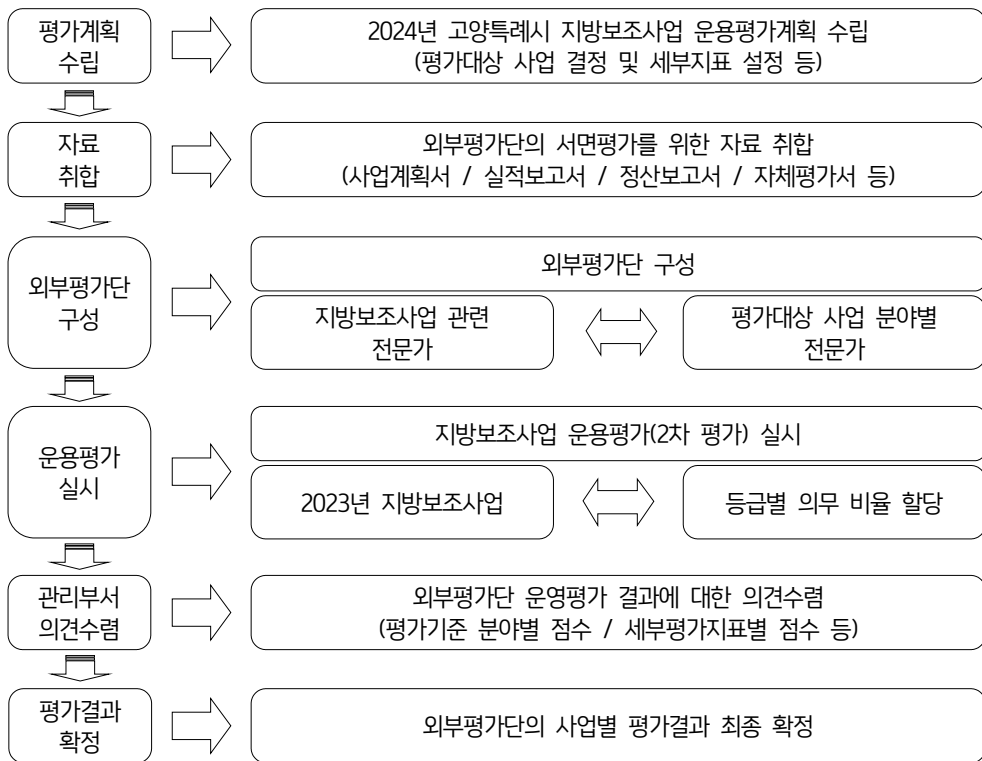 평가계획
수립
2024년 고양특례시 지방보조사업 운용평가계획 수립
(평가대상 사업 결정 및 세부지표 설정 등)
자료
취합
외부평가단의 서면평가를 위한 자료 취합
(사업계획서 / 실적보고서 / 정산보고서 / 자체평가서 등)
외부평가단
구성
외부평가단 구성
지방보조사업 관련
전문가
평가대상 사업 분야별
전문가
운용평가
실시
지방보조사업 운용평가(2차 평가) 실시
2023년 지방보조사업
등급별 의무 비율 할당
관리부서
의견수렴
외부평가단 운영평가 결과에 대한 의견수렴
(평가기준 분야별 점수 / 세부평가지표별 점수 등)
평가결과
확정
외부평가단의 사업별 평가결과 최종 확정